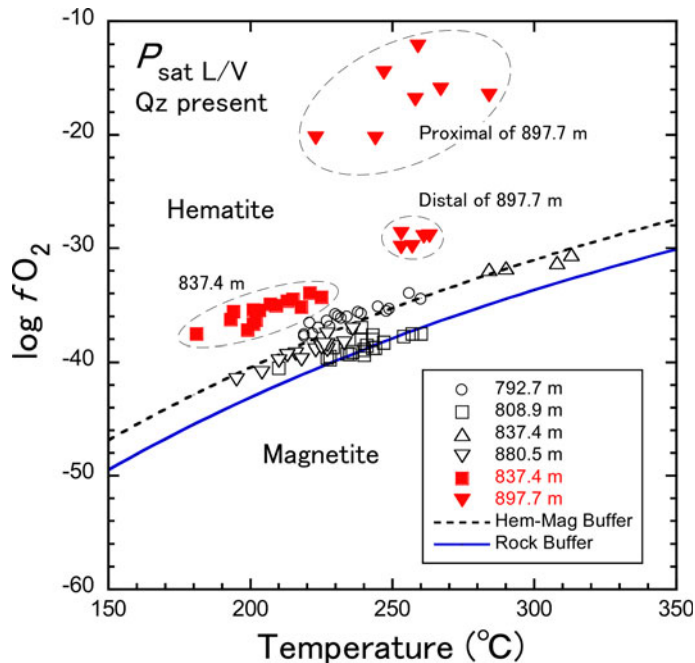 -10
-20
-30
-40
-50
-60
log fO₂
P sat L/V
Qz present
Proximal of 897.7 m
Hematite
Distal of 897.7 m
837.4 m
Magnetite
792.7 m
808.9 m
837.4 m
880.5 m
837.4 m
897.7 m
Hem-Mag Buffer
Rock Buffer
150 200 250 300 350
Temperature (°C)